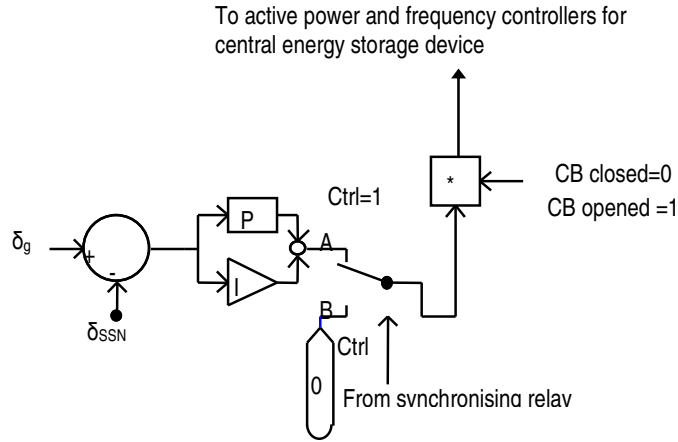 To active power and frequency controllers for
central energy storage device
*
CB closed=0
CB opened =1
Ctrl=1
P
A
δg
+
-
I
δSSN
B
Ctrl
0
From synchronising relay